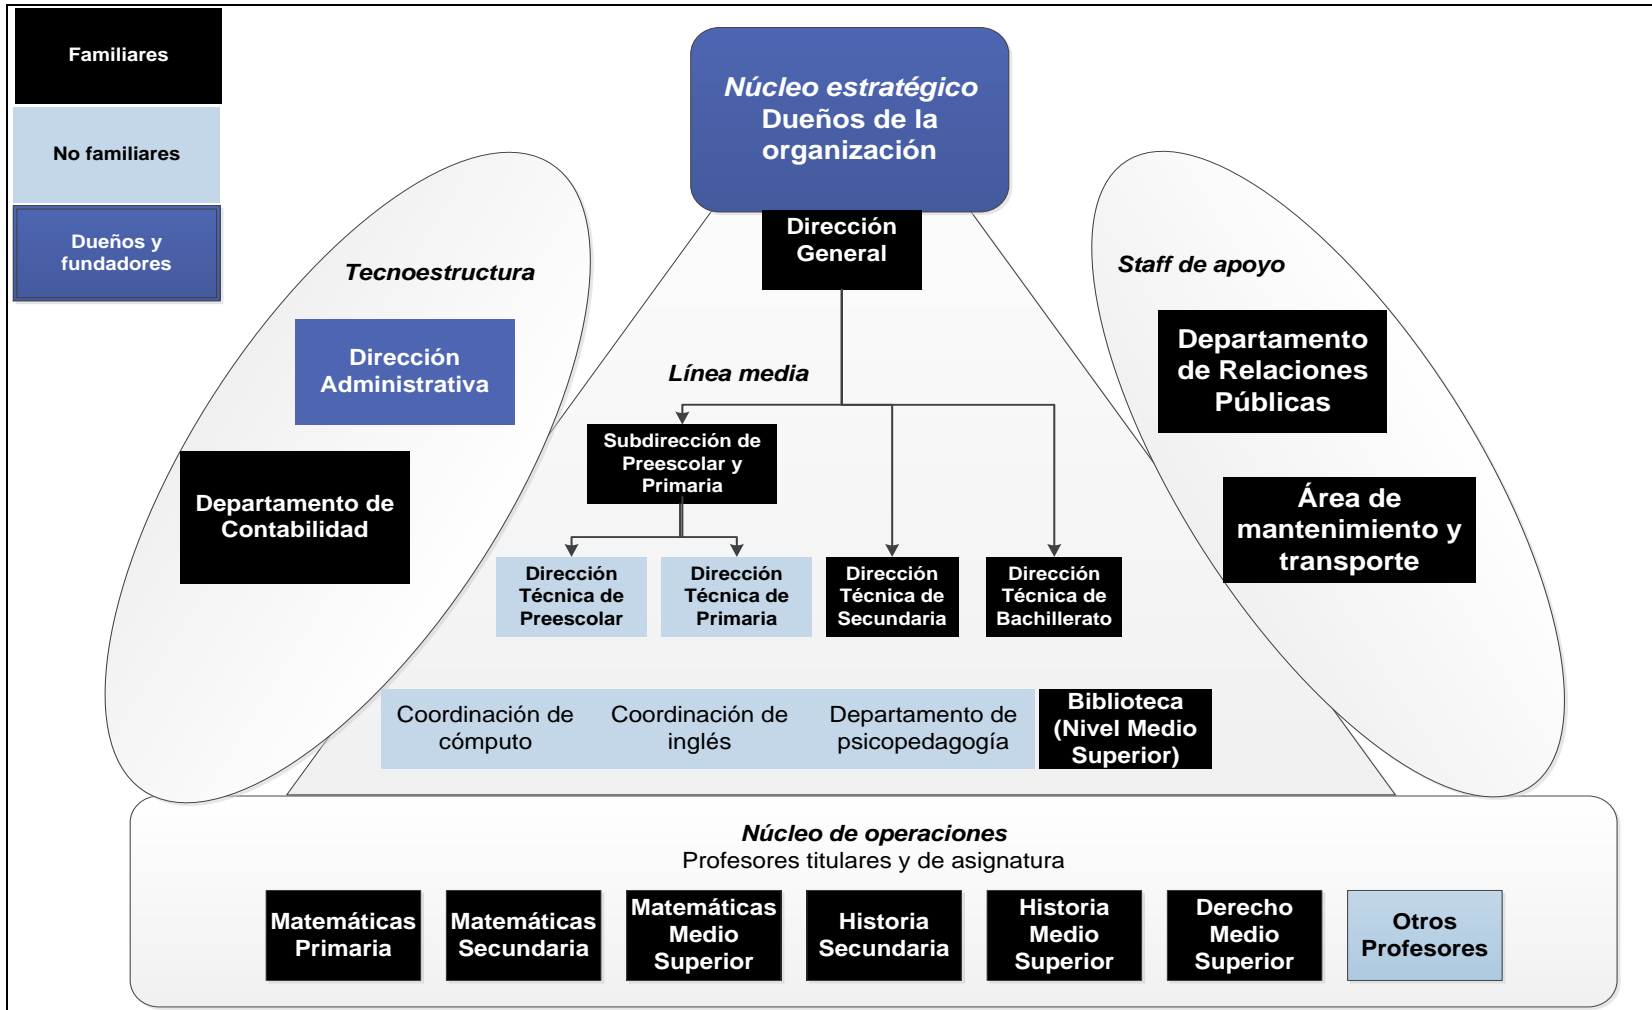 Familiares
No familiares
Dueños y
fundadores
Núcleo estratégico
Dueños de la
organización
Dirección
General
Tecnoestructura
Dirección
Administrativa
Departamento de
Contabilidad
Línea media
Subdirección de
Preescolar y
Primaria
Dirección
Técnica de
Preescolar
Dirección
Técnica de
Primaria
Dirección
Técnica de
Secundaria
Dirección
Técnica de
Bachillerato
Staff de apoyo
Departamento
de Relaciones
Públicas
Área de
mantenimiento y
transporte
Coordinación de
cómputo
Coordinación de
inglés
Departamento de
psicopedagogía
Biblioteca
(Nivel Medio
Superior)
Núcleo de operaciones
Profesores titulares y de asignatura
Matemáticas
Primaria
Matemáticas
Secundaria
Matemáticas
Medio
Superior
Historia
Secundaria
Historia
Medio
Superior
Derecho
Medio
Superior
Otros
Profesores